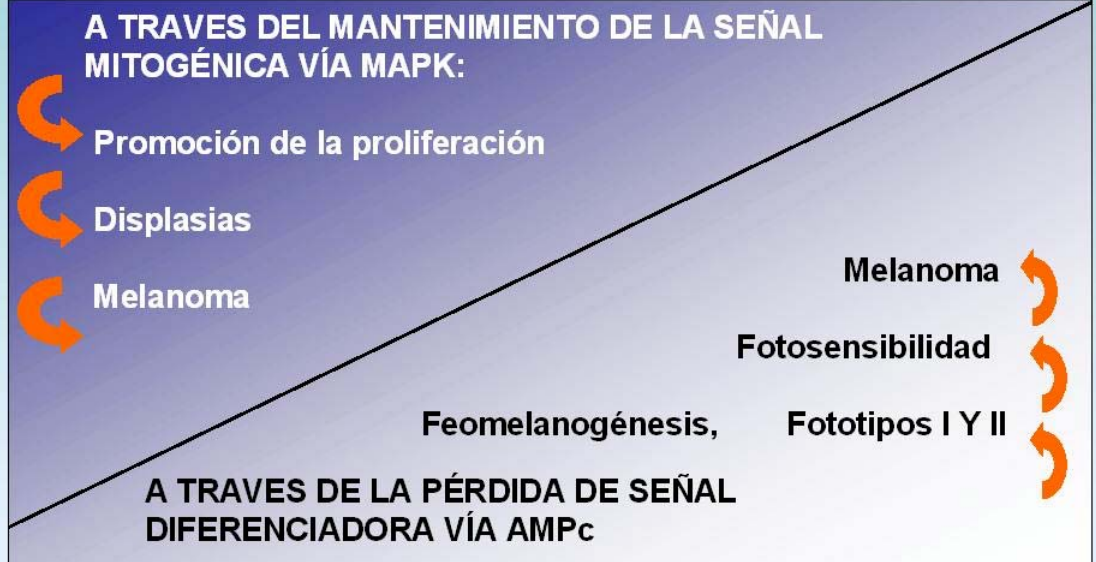 A TRAVES DEL MANTENIMIENTO DE LA SEÑAL
MITOGÉNICA VÍA MAPK:
Promoción de la proliferación
Displasias
Melanoma
Melanoma
Fotosensibilidad
Feomelanogénesis, Fototipos I Y II
A TRAVES DE LA PÉRDIDA DE SEÑAL
DIFERENCIADORA VÍA AMPc